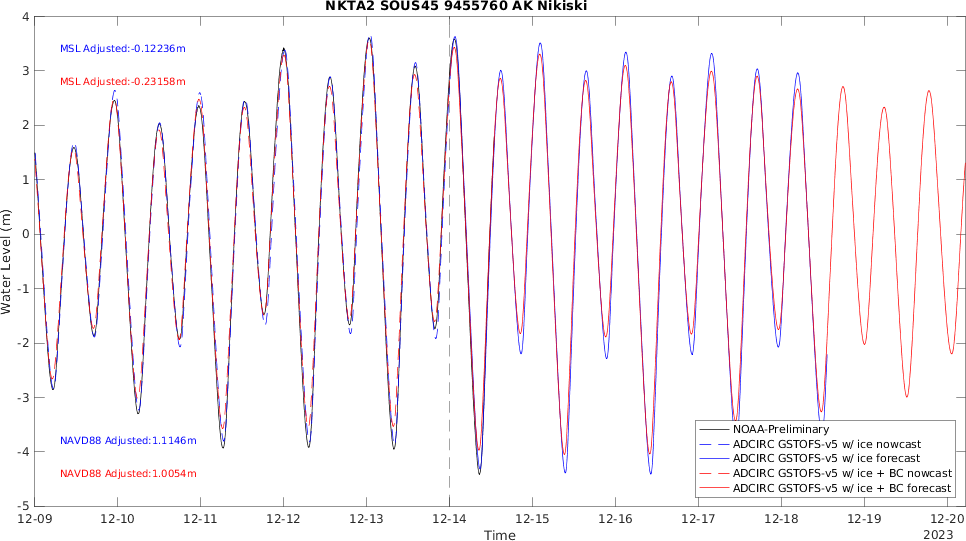 NKTA2 SOUS45 9455760 AK Nikiski
4
3
2
1
0
-1
-2
-3
-4
-5
Water Level (m)
MSL Adjusted:-0.12236m
MSL Adjusted:-0.23158m
NAVD88 Adjusted:1.1146m
NAVD88 Adjusted:1.0054m
NOAA-Preliminary
ADCIRC GSTOFS-v5 w/ ice nowcast
ADCIRC GSTOFS-v5 w/ ice forecast
ADCIRC GSTOFS-v5 w/ ice + BC nowcast
ADCIRC GSTOFS-v5 w/ ice + BC forecast
12-09 12-10 12-11 12-12 12-13 12-14 12-15 12-16 12-17 12-18 12-19 12-20
Time
2023